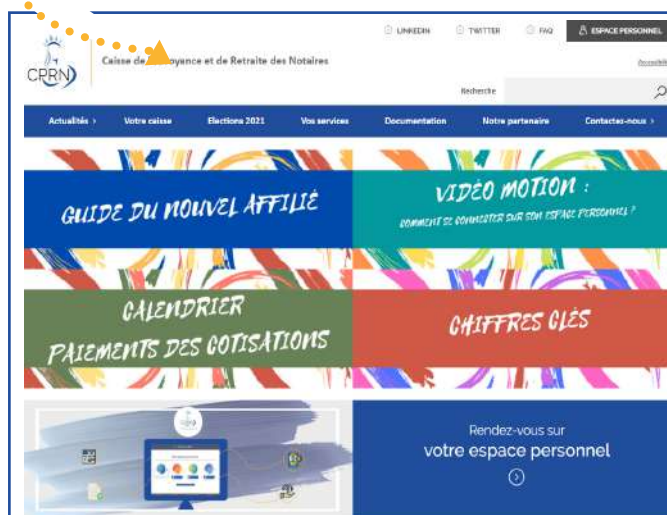 LINKEDIN
TWITTER
FAQ
ESPACE PERSONNEL
CPRN
Caisse de oyance et de Retraite des Notaires
Recherche
Actualités >
Votre caisse
Elections 2021
Vos services
Documentation
Notre partenaire
Contactez-nous >
GUIDE DU NOUVEL AFFILIÉ
VIDÉO MOTION :
COMMENT SE CONNECTER SUR SON ESPACE PERSONNEL ?
CALENDRIER
PAIEMENTS DES COTISATIONS
CHIFFRES CLÉS
Rendez-vous sur
votre espace personnel